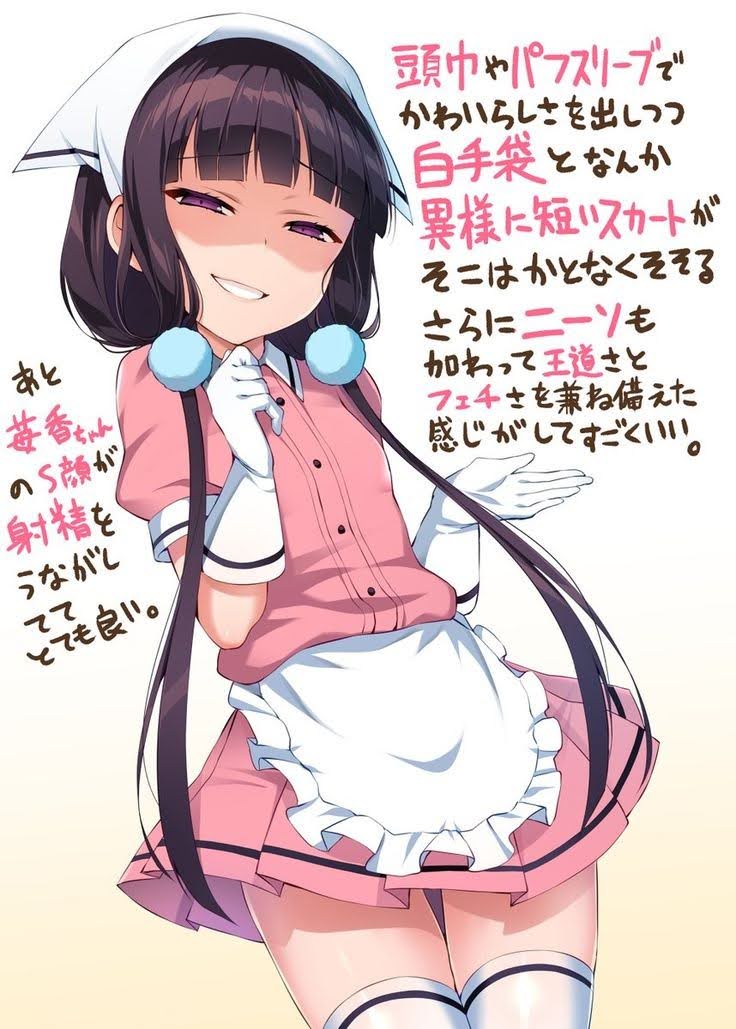 頭巾やパフスリーブで
かわいらしさを出しつつ
白手袋となんか
異様に短いスカートが
そこはかとなくそそる
さらにニーソも
加わって王道さと
フェチさを兼ね備えた
感じがしてすごくいい。
あと
苺香ちゃん
のS顔が
射精を
うながし
てて
とても良い。